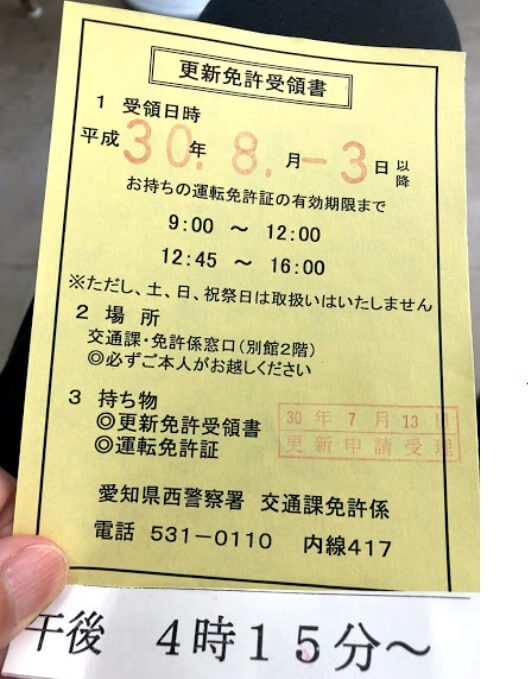 更新免許受領書
1 受領日時
平成30年 8. 月-3日以降
お持ちの運転免許証の有効期限まで
9:00 ～ 12:00
12:45 ～ 16:00
※ただし、土、日、祝祭日は取扱いはいたしません
2 場 所
交通課・免許係窓口（別館2階）
◎必ずご本人がお越しください
3 持ち物
◎更新免許受領書
◎運転免許証
30年7月13日
更新申請受理
愛知県西警察署 交通課免許係
電話 531－0110 内線417
午後 4時15分～